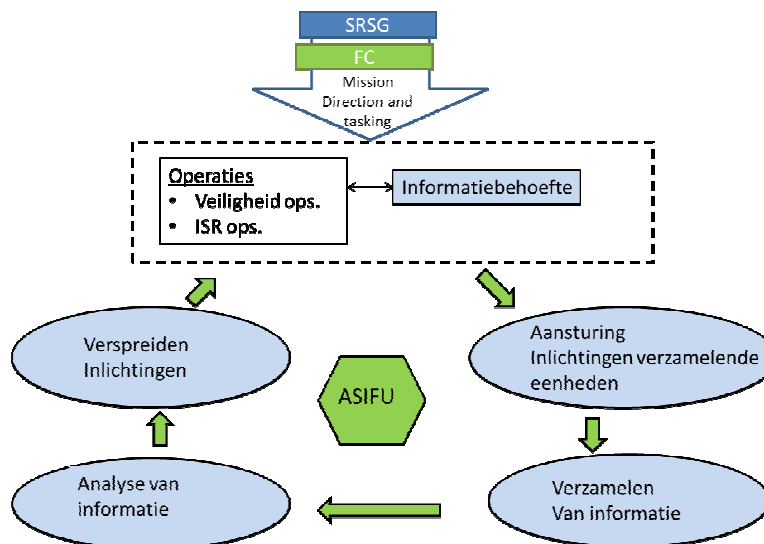 SRSG
FC
Mission
Direction and
tasking
Operaties
• Veiligheid ops.
• ISR ops.
Informatiebehoefte
Verspreiden
Inlichtingen
Aansturing
Inlichtingen verzamelende
eenheden
ASIFU
Analyse van
informatie
Verzamelen
Van informatie